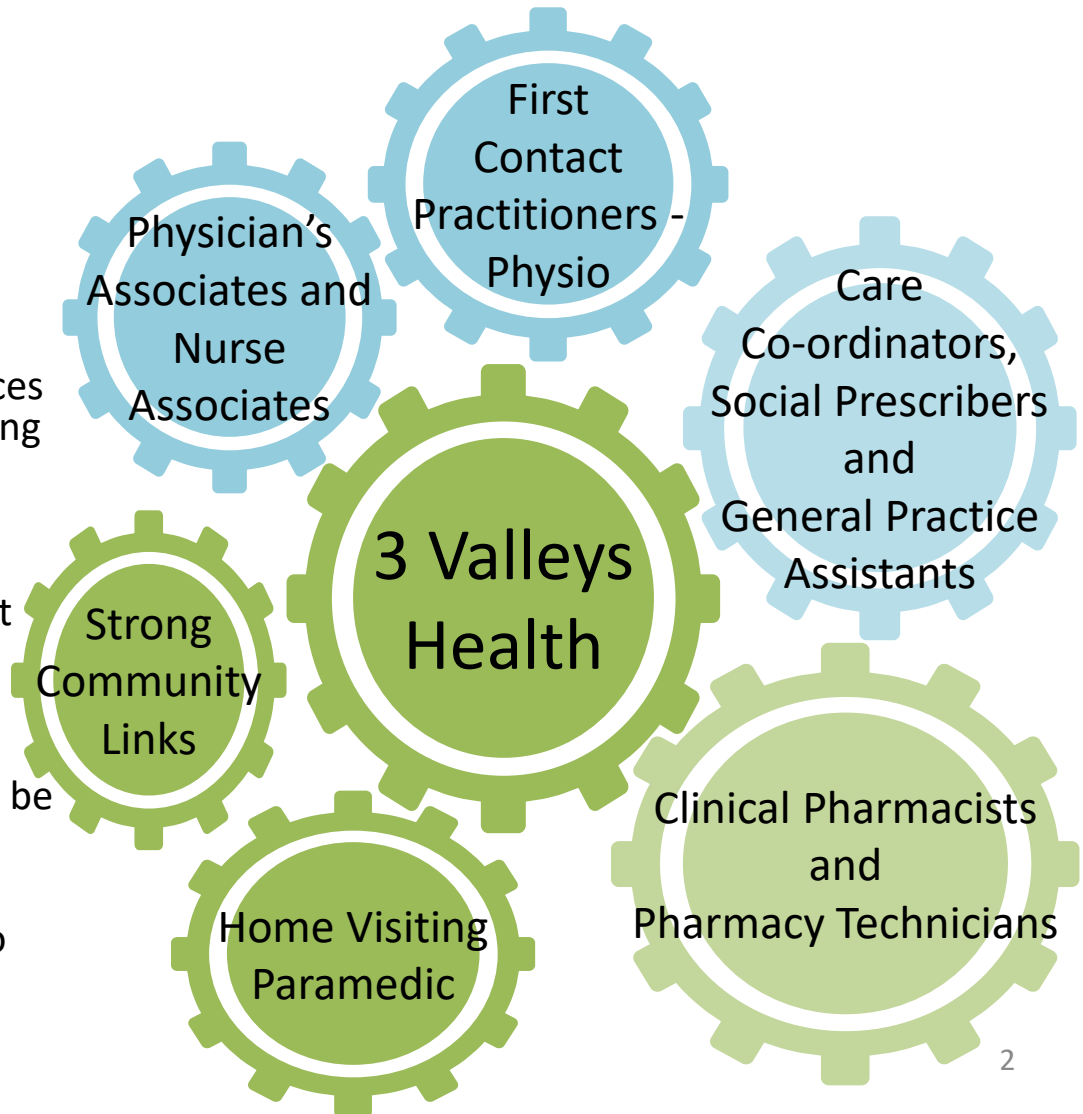 First
Contact
Practitioners -
Physio
Physician's
Associates and
Nurse
Associates
Care
Co-ordinators,
Social Prescribers
and
General Practice
Assistants
3 Valleys
Health
Strong
Community
Links
Clinical Pharmacists
and
Pharmacy Technicians
Home Visiting
Paramedic
be
2